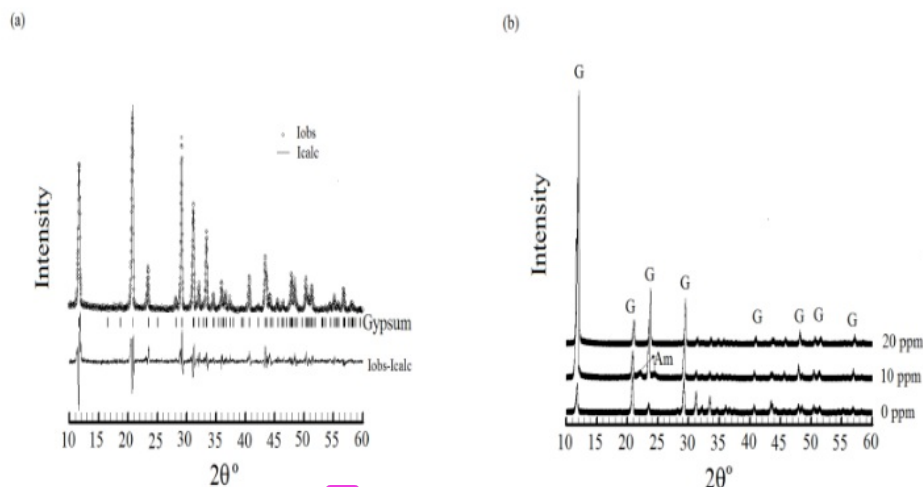 (a)
Iobs
Icalc
Intensity
Gypsum
Iobs-Icalc
10 15 20 25 30 35 40 45 50 55 60
2θ°
(b)
G
G
G
G
G
G
G
G
Am
20 ppm
10 ppm
0 ppm
Intensity
10 15 21 25 30 35 40 45 50 55 60
2θ°